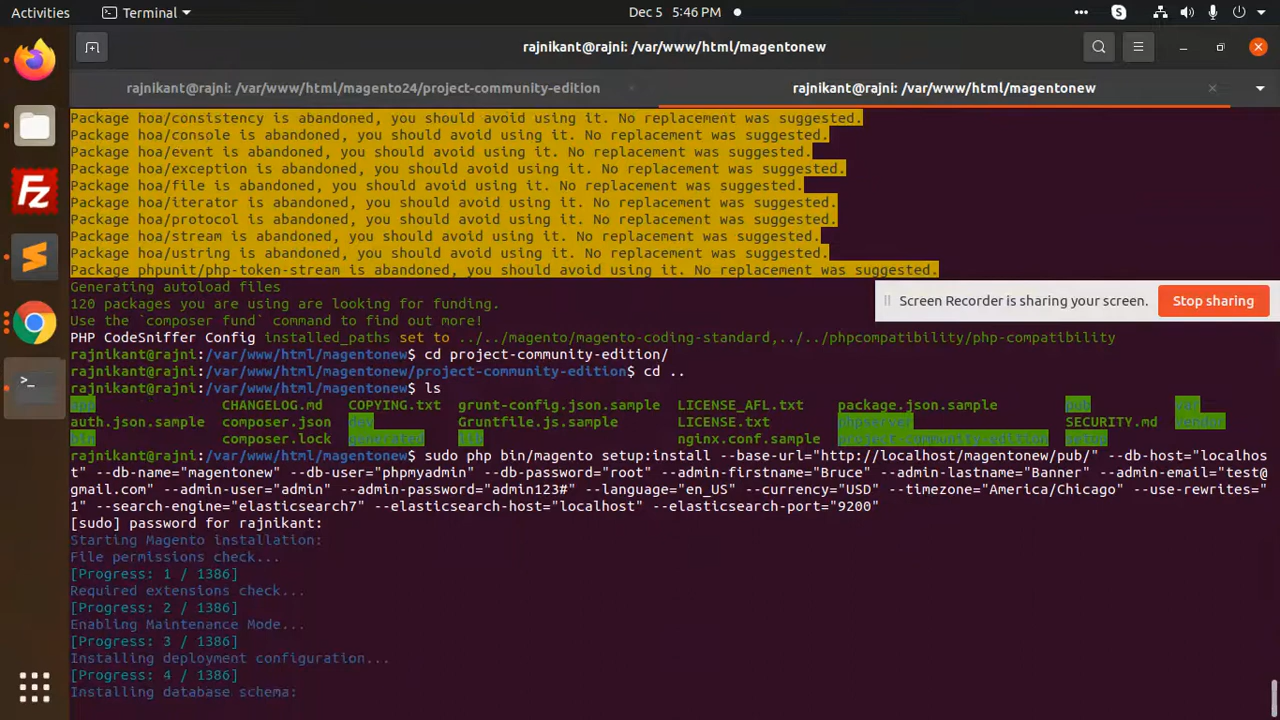 Activities
Terminal
Dec 5 5:46 PM
rajnikant@rajni: /var/www/html/magentonew
rajnikant@rajni: /var/www/html/magento24/project-community-edition
rajnikant@rajni: /var/www/html/magentonew
Package hoa/consistency is abandoned, you should avoid using it. No replacement was suggested.
Package hoa/console is abandoned, you should avoid using it. No replacement was suggested.
Package hoa/event is abandoned, you should avoid using it. No replacement was suggested.
Package hoa/exception is abandoned, you should avoid using it. No replacement was suggested.
Package hoa/file is abandoned, you should avoid using it. No replacement was suggested.
Package hoa/iterator is abandoned, you should avoid using it. No replacement was suggested.
Package hoa/protocol is abandoned, you should avoid using it. No replacement was suggested.
Package hoa/stream is abandoned, you should avoid using it. No replacement was suggested.
Package hoa/ustring is abandoned, you should avoid using it. No replacement was suggested.
Package phpunit/php-token-stream is abandoned, you should avoid using it. No replacement was suggested.
Generating autoload files
Screen Recorder is sharing your screen. Stop sharing
120 packages you are using are looking for funding.
Use the `composer fund` command to find out more!
PHP CodeSniffer Config installed_paths set to ../../magento/magento-coding-standard,../../phpcompatibility/php-compatibility
rajnikant@rajni:/var/www/html/magentonew$ cd project-community-edition/
rajnikant@rajni:/var/www/html/magentonew/project-community-edition$ cd ..
rajnikant@rajni:/var/www/html/magentonew$ ls
app CHANGELOG.md COPYING.txt grunt-config.json.sample LICENSE_AFL.txt package.json.sample pub var
auth.json.sample composer.json dev Gruntfile.js.sample LICENSE.txt phpserver SECURITY.md vendor
bin composer.lock generated lib nginx.conf.sample project-community-edition setup
rajnikant@rajni:/var/www/html/magentonew$ sudo php bin/magento setup:install --base-url="http://localhost/magentonew/pub/" --db-host="localhos
t" --db-name="magentonew" --db-user="phpmyadmin" --db-password="root" --admin-firstname="Bruce" --admin-lastname="Banner" --admin-email="test@
gmail.com" --admin-user="admin" --admin-password="admin123#" --language="en_US" --currency="USD" --timezone="America/Chicago" --use-rewrites="
1" --search-engine="elasticsearch7" --elasticsearch-host="localhost" --elasticsearch-port="9200"
[sudo] password for rajnikant:
Starting Magento installation:
File permissions check...
[Progress: 1 / 1386]
Required extensions check...
[Progress: 2 / 1386]
Enabling Maintenance Mode...
[Progress: 3 / 1386]
Installing deployment configuration...
[Progress: 4 / 1386]
Installing database schema: